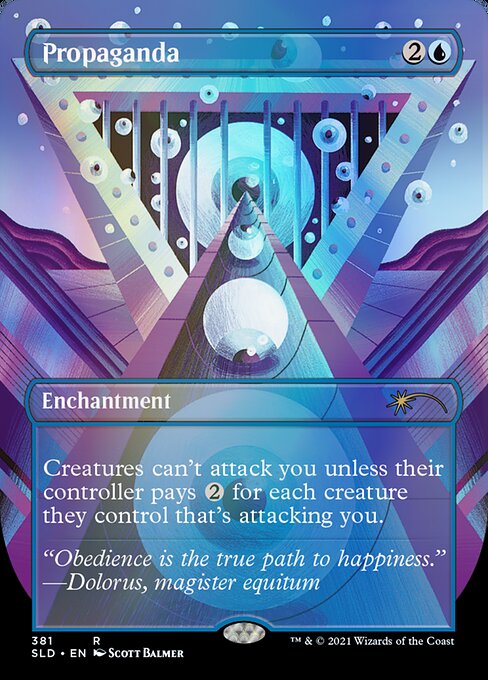 Propaganda 2
Enchantment
Creatures can't attack you unless their
controller pays 2 for each creature
they control that's attacking you.
“Obedience is the true path to happiness.”
—Dolorus, magister equitum
381 R
SLD • EN Scott Balmer
™ & © 2021 Wizards of the Coast